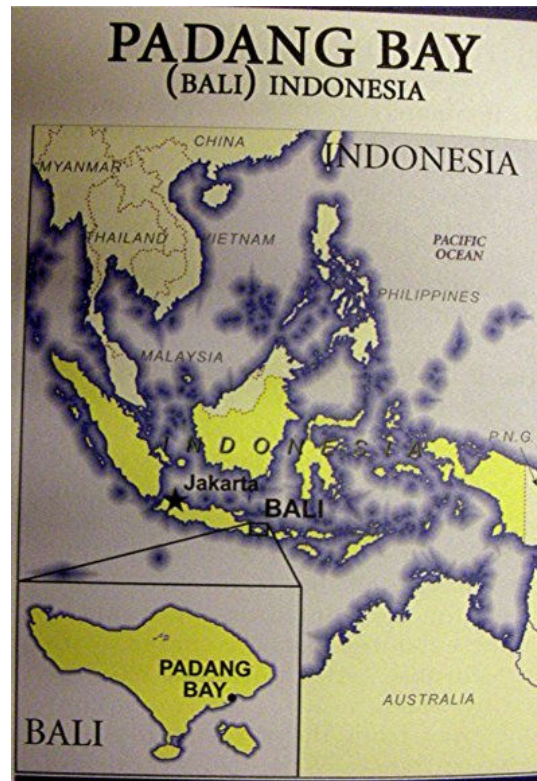 PADANG BAY
(BALI) INDONESIA
CHINA
INDONESIA
MYANMAR
THAILAND
VIETNAM
PACIFIC
OCEAN
PHILIPPINES
MALAYSIA
INDONESIA
P.N.G.
Jakarta
BALI
PADANG
BAY
BALI
AUSTRALIA